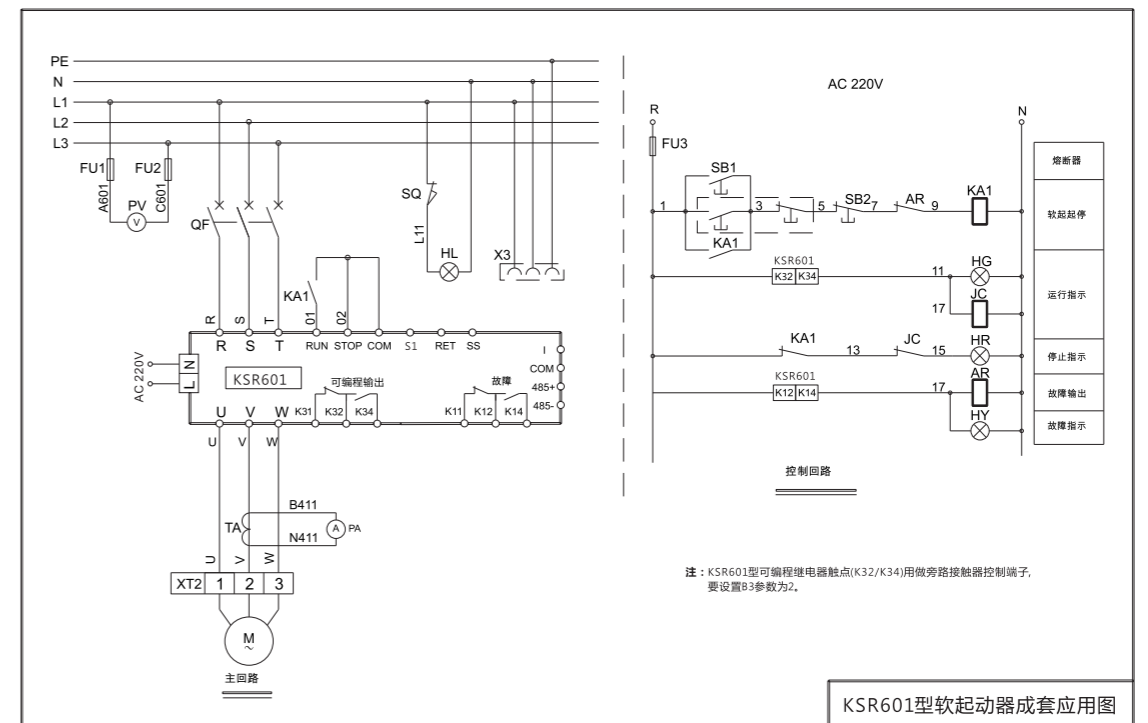 PE
N
L1
L2
L3
FU1
FU2
A601
C601
PV
V
QF
SQ
L11
HL
X3
KA1
01
02
R
S
T
R S T RUN STOP COM S1 RET SS
I
COM
485+
485-
AC 220V
N
L
KSR601
可编程输出
故障
U V W K31 K32 K34
K11 K12 K14
U
V
W
TA
B411
N411
A
PA
U
V
W
XT2 1 2 3
M
~
主回路
AC 220V
R
N
FU3
SB1
1
3
5
SB2
7
AR
9
KA1
KA1
KSR601
K32 K34
11
HG
17
JC
KA1
13
JC
15
HR
KSR601
K12 K14
17
AR
HY
熔断器
软起起停
运行指示
停止指示
故障输出
故障指示
控制回路
注：KSR601型可编程继电器触点(K32/K34)用做旁路接触器控制端子,
要设置B3参数为2。
KSR601型软起动器成套应用图